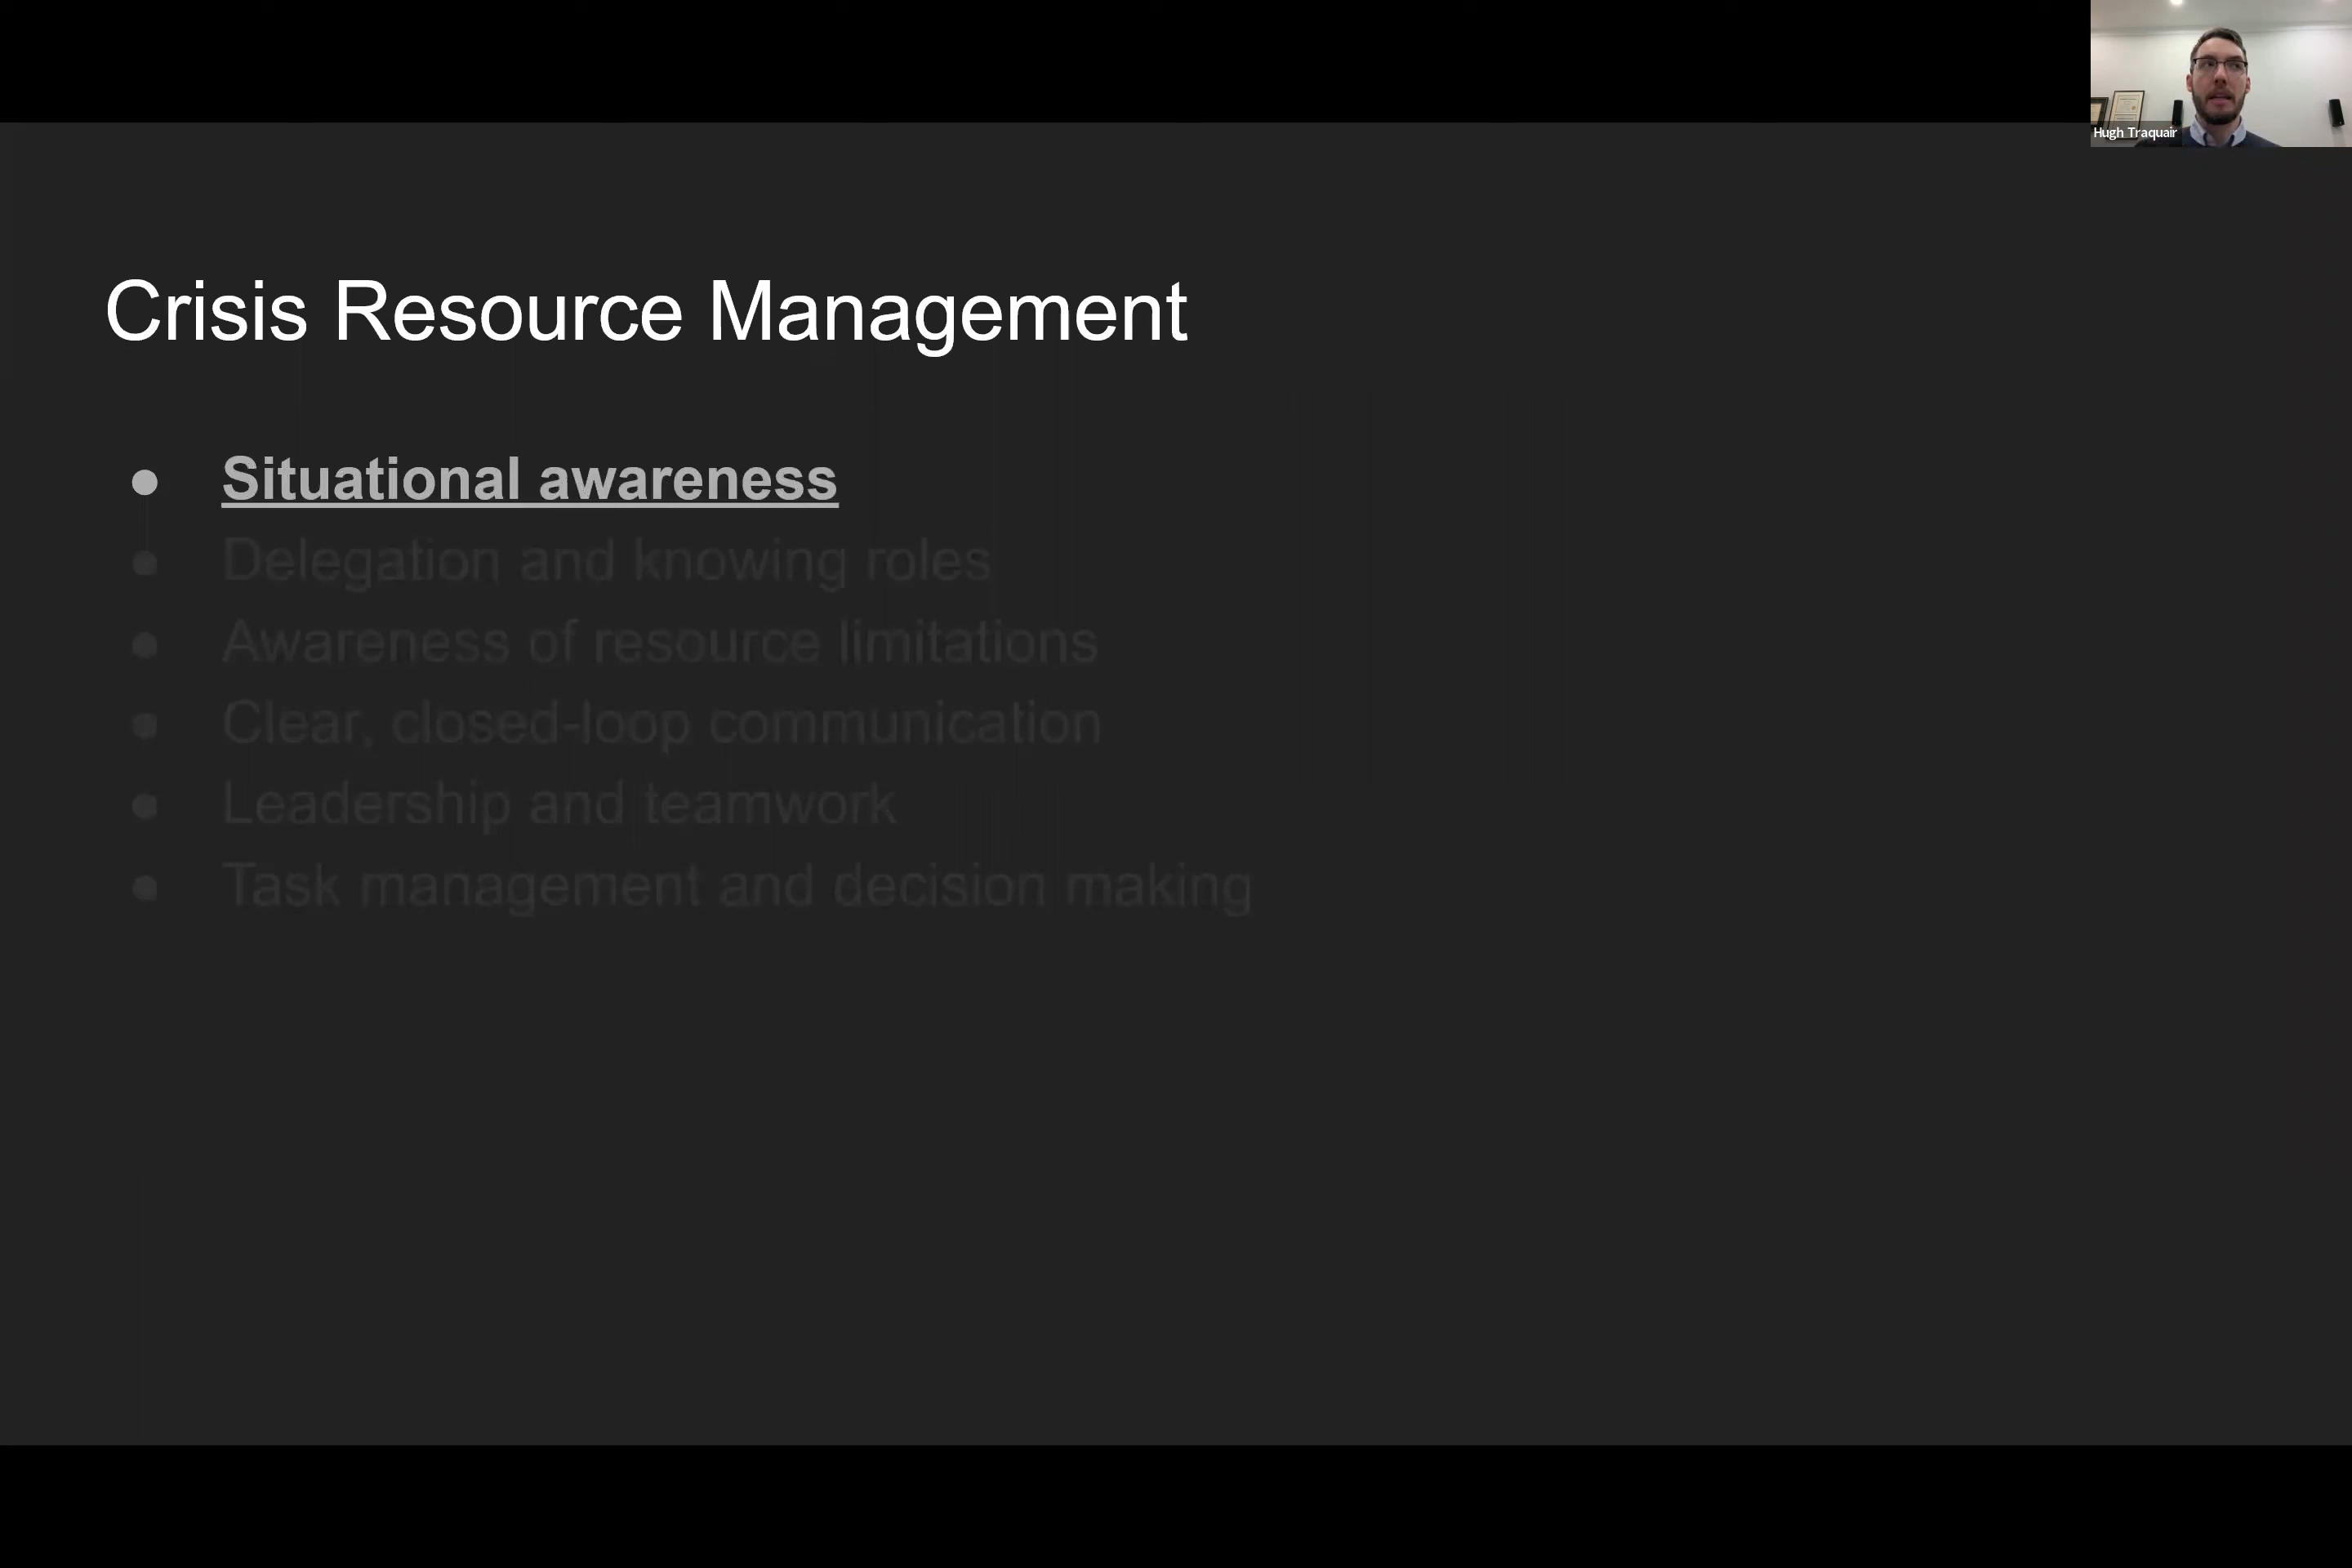 Hugh Traquair
Crisis Resource Management
● Situational awareness
● Delegation and knowing roles
● Awareness of resource limitations
● Clear, closed-loop communication
● Leadership and teamwork
● Task management and decision making